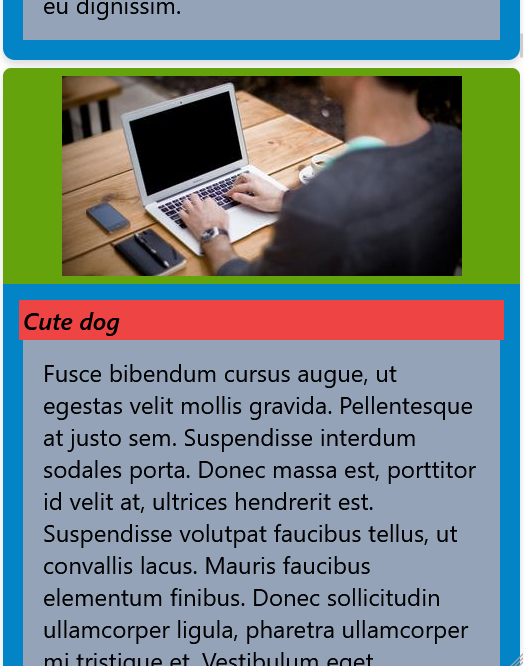 eu dignissim.
Cute dog
Fusce bibendum cursus augue, ut
egestas velit mollis gravida. Pellentesque
at justo sem. Suspendisse interdum
sodales porta. Donec massa est, porttitor
id velit at, ultrices hendrerit est.
Suspendisse volutpat faucibus tellus, ut
convallis lacus. Mauris faucibus
elementum finibus. Donec sollicitudin
ullamcorper ligula, pharetra ullamcorper
mi tristique et. Vestibulum eget